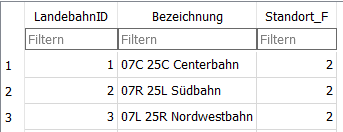 LandebahnID Bezeichnung Standort_F
Filtern Filtern Filtern
1 1 07C 25C Centerbahn 2
2 2 07R 25L Südbahn 2
3 3 07L 25R Nordwestbahn 2